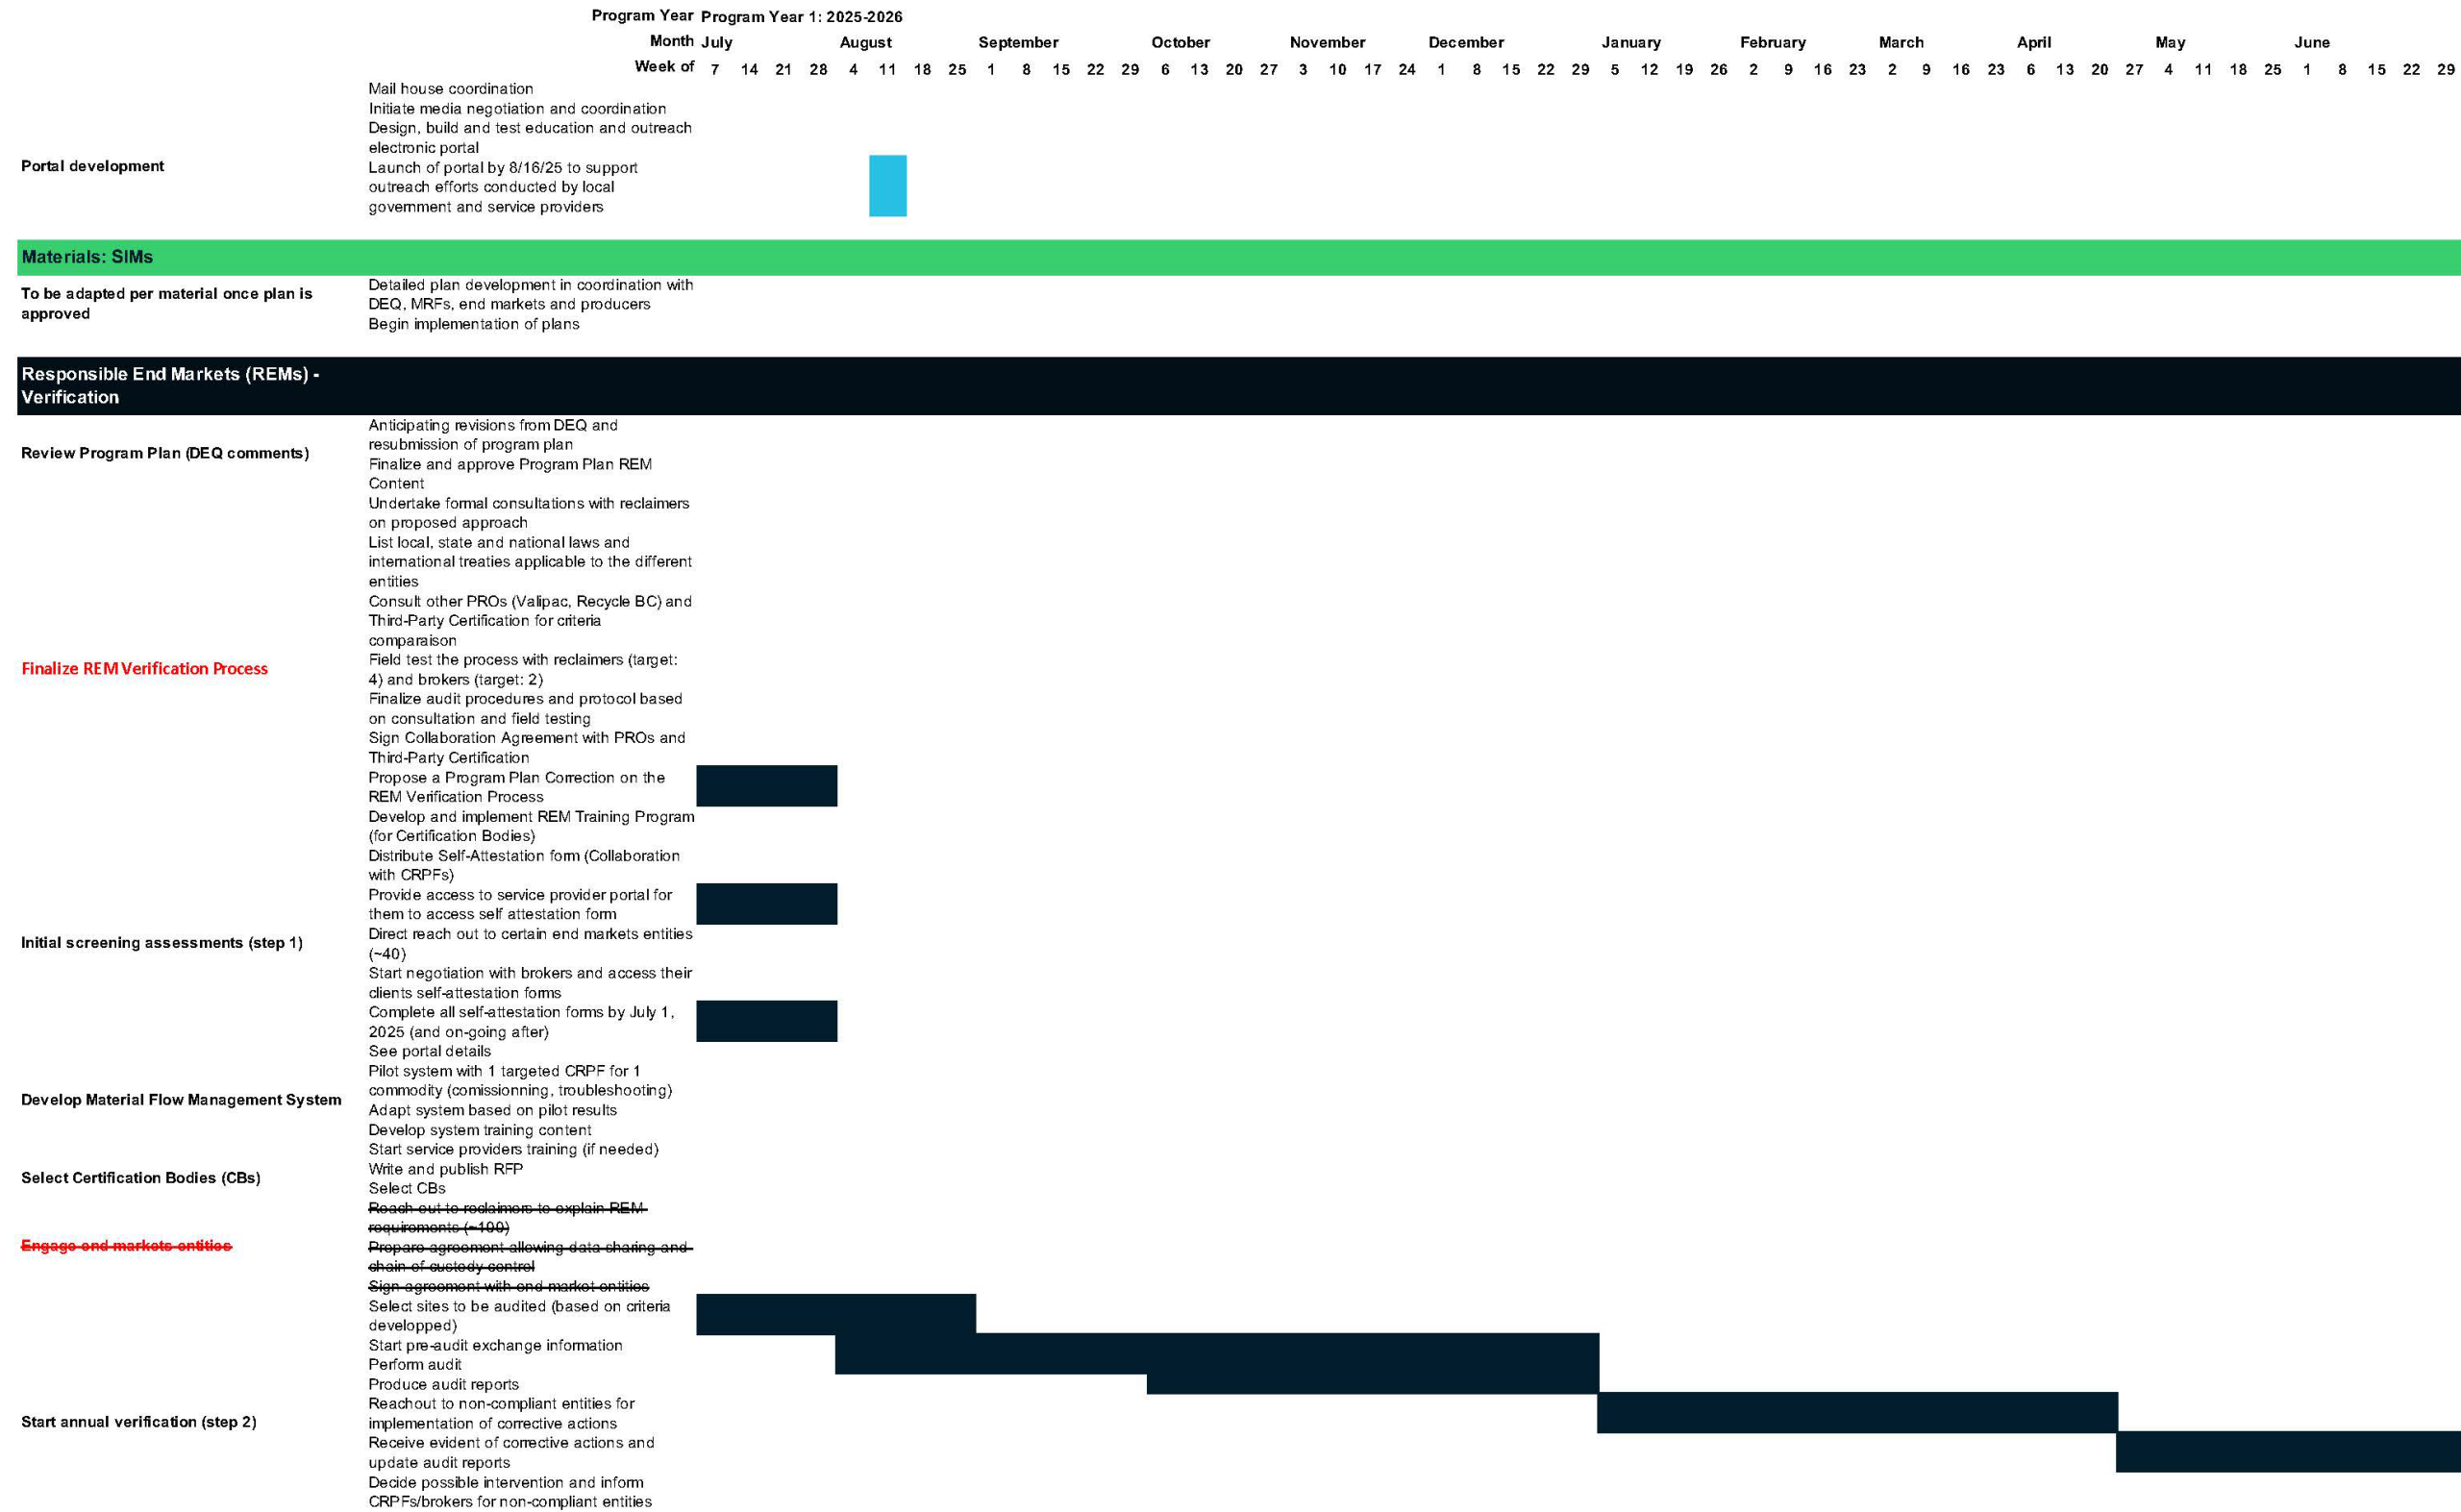 Program Year Program Year 1: 2025-2026
Month July August September October November December January February March April May June
Week of 7 14 21 28 4 11 18 25 1 8 15 22 29 6 13 20 27 3 10 17 24 1 8 15 22 29 5 12 19 26 2 9 16 23 2 9 16 23 6 13 20 27 4 11 18 25 1 8 15 22 29
Mail house coordination
Initiate media negotiation and coordination
Portal development
Design, build and test education and outreach
electronic portal
Launch of portal by 8/16/25 to support
outreach efforts conducted by local
government and service providers
Materials: SIMs
To be adapted per material once plan is
approved
Detailed plan development in coordination with
DEQ, MRFs, end markets and producers
Begin implementation of plans
Responsible End Markets (REMs) -
Verification
Review Program Plan (DEQ comments)
Anticipating revisions from DEQ and
resubmission of program plan
Finalize and approve Program Plan REM
Content
Finalize REM Verification Process
Undertake formal consultations with reclaimers
on proposed approach
List local, state and national laws and
international treaties applicable to the different
entities
Consult other PROs (Valipac, Recycle BC) and
Third-Party Certification for criteria
comparaison
Field test the process with reclaimers (target:
4) and brokers (target: 2)
Finalize audit procedures and protocol based
on consultation and field testing
Sign Collaboration Agreement with PROs and
Third-Party Certification
Propose a Program Plan Correction on the
REM Verification Process
Develop and implement REM Training Program
(for Certification Bodies)
Initial screening assessments (step 1)
Distribute Self-Attestation form (Collaboration
with CRPFs)
Provide access to service provider portal for
them to access self attestation form
Direct reach out to certain end markets entities
(~40)
Start negotiation with brokers and access their
clients self-attestation forms
Complete all self-attestation forms by July 1,
2025 (and on-going after)
Develop Material Flow Management System
See portal details
Pilot system with 1 targeted CRPF for 1
commodity (comissionning, troubleshooting)
Adapt system based on pilot results
Develop system training content
Start service providers training (if needed)
Select Certification Bodies (CBs)
Write and publish RFP
Select CBs
Engage end markets entities
Reach out to reclaimers to explain REM
requirements (~100)
Prepare agreement allowing data sharing and
chain of custody control
Sign agreement with end market entities
Start annual verification (step 2)
Select sites to be audited (based on criteria
developped)
Start pre-audit exchange information
Perform audit
Produce audit reports
Reachout to non-compliant entities for
implementation of corrective actions
Receive evident of corrective actions and
update audit reports
Decide possible intervention and inform
CRPFs/brokers for non-compliant entities